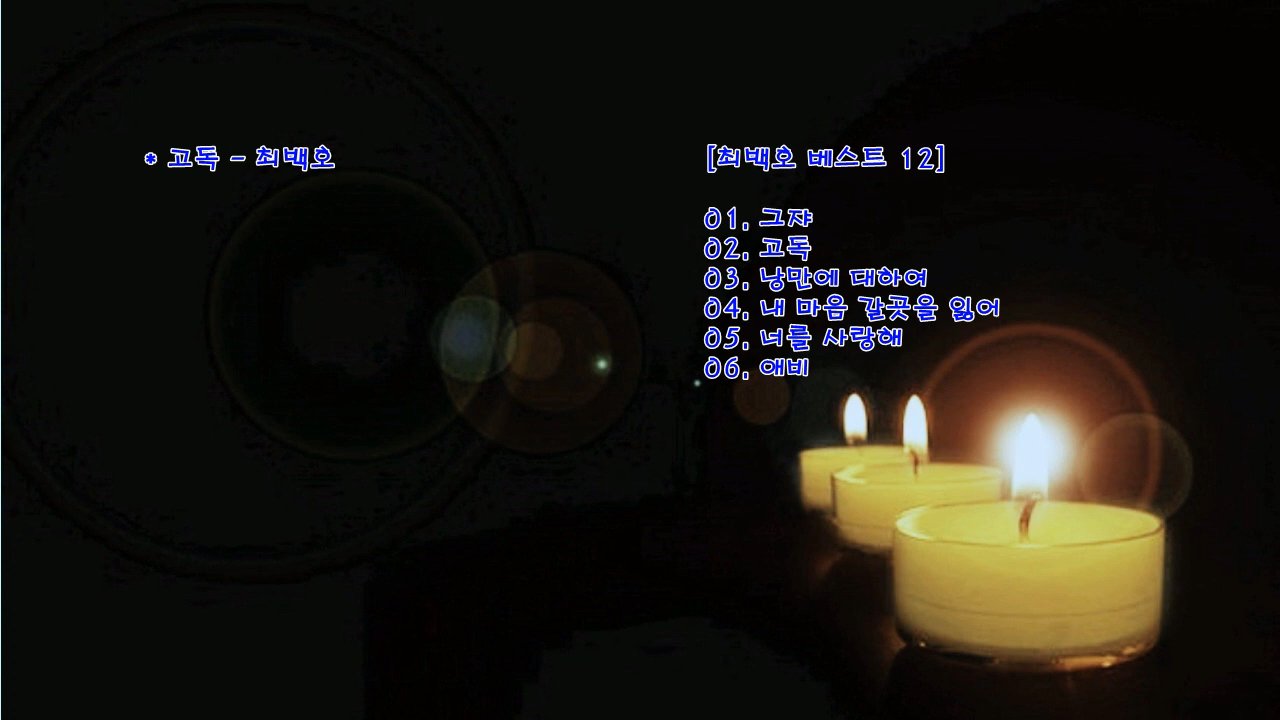 * 고독 - 최백호
[최백호 베스트 12]
01. 그쟈
02. 고독
03. 낭만에 대하여
04. 내 마음 갈곳을 잃어
05. 너를 사랑해
06. 애비